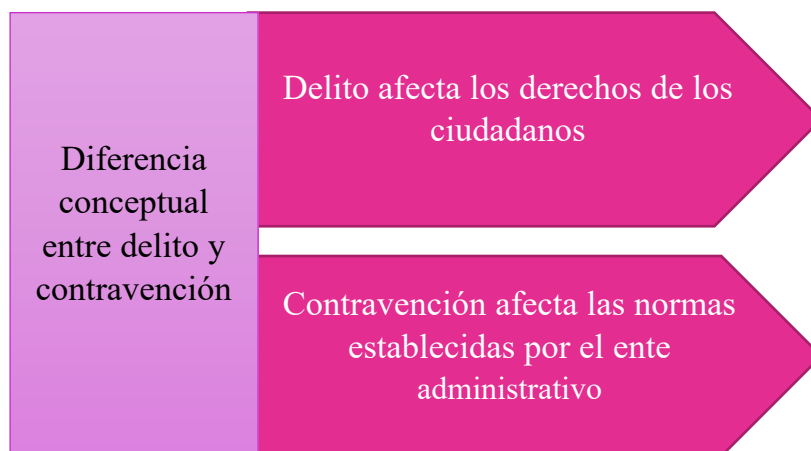 Diferencia
conceptual
entre delito y
contravención
Delito afecta los derechos de los
ciudadanos
Contravención afecta las normas
establecidas por el ente
administrativo